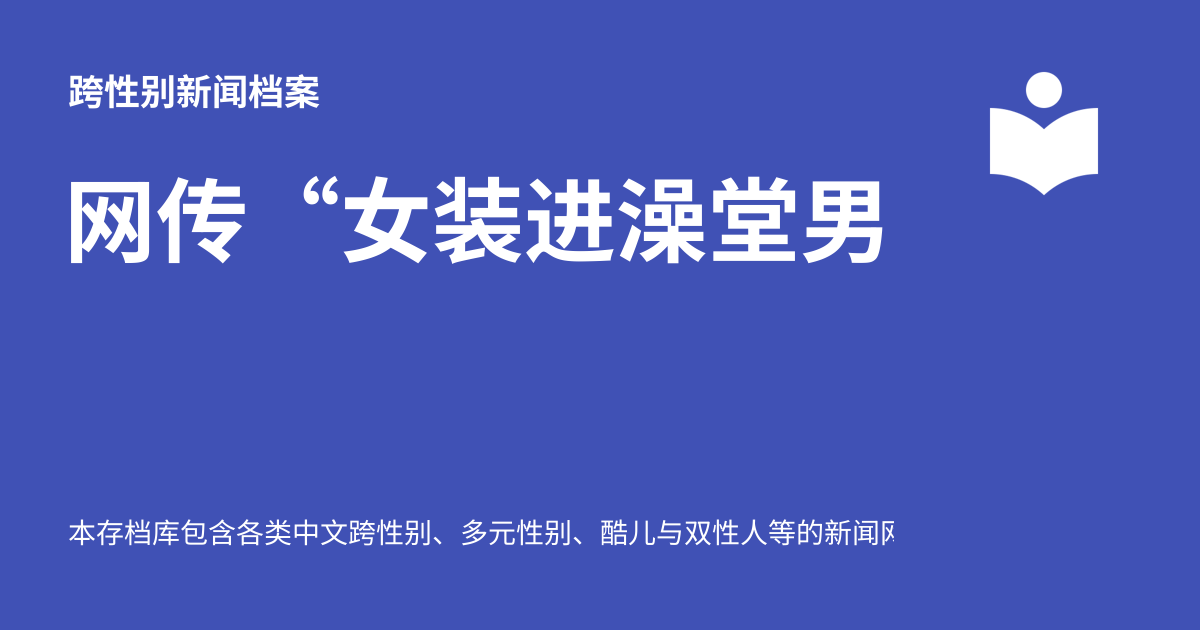 跨性别新闻档案
网传“女装进澡堂男
本存档库包含各类中文跨性别、多元性别、酷儿与双性人等的新闻